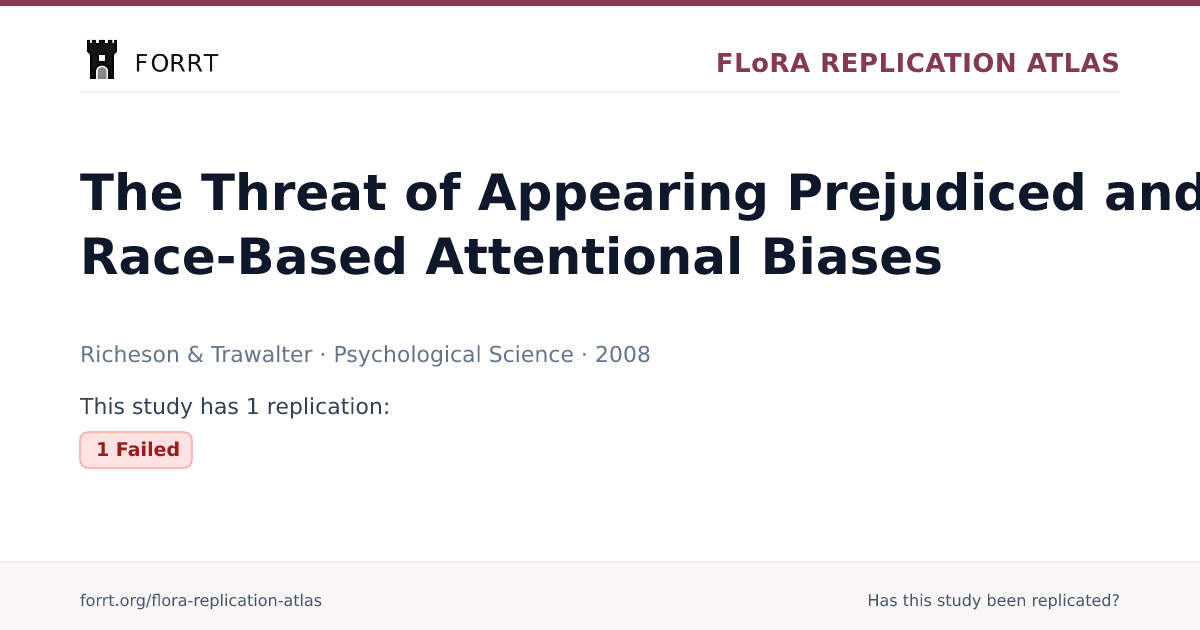 FORRT
FLoRA REPLICATION ATLAS
The Threat of Appearing Prejudiced and
Race-Based Attentional Biases
Richeson & Trawalter · Psychological Science · 2008
This study has 1 replication:
1 Failed
forrt.org/flora-replication-atlas
Has this study been replicated?